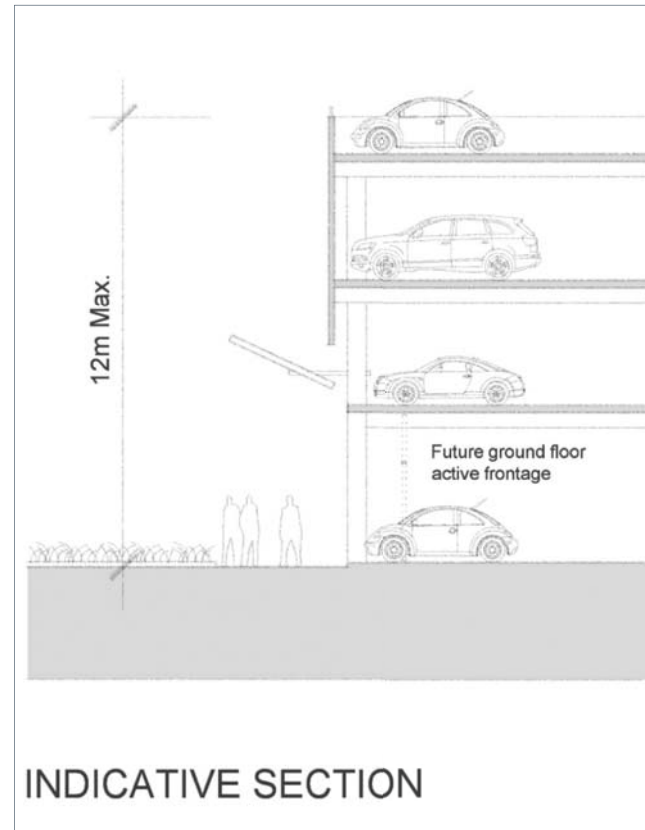 12m Max.
Future ground floor
active frontage
INDICATIVE SECTION